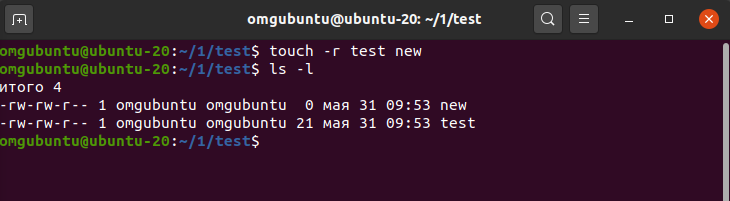 omgubuntu@ubuntu-20: ~/1/test
omgubuntu@ubuntu-20:~/1/test$ touch -r test new
omgubuntu@ubuntu-20:~/1/test$ ls -l
итого 4
-rw-rw-r-- 1 omgubuntu omgubuntu  0 мая 31 09:53 new
-rw-rw-r-- 1 omgubuntu omgubuntu 21 мая 31 09:53 test
omgubuntu@ubuntu-20:~/1/test$